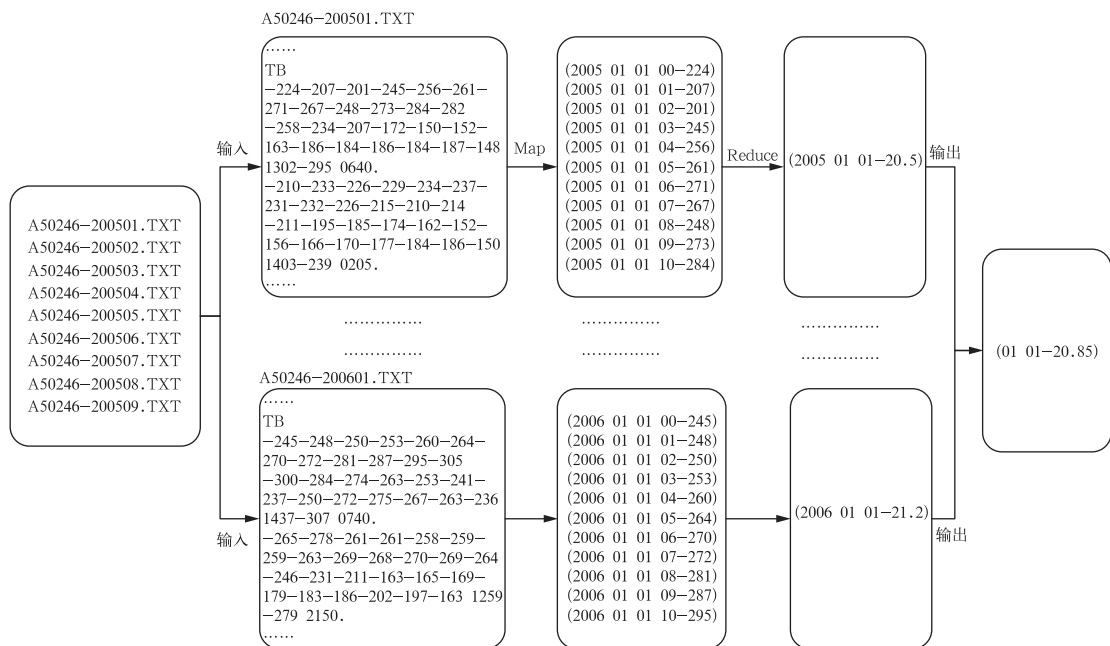 A50246-200501.TXT
A50246-200502.TXT
A50246-200503.TXT
A50246-200504.TXT
A50246-200505.TXT
A50246-200506.TXT
A50246-200507.TXT
A50246-200508.TXT
A50246-200509.TXT
输入
输入
A50246-200501.TXT
……
TB
-224-207-201-245-256-261-
271-267-248-273-284-282
-258-234-207-172-150-152-
163-186-184-186-184-187-148
1302-295 0640.
-210-233-226-229-234-237-
231-232-226-215-210-214
-211-195-185-174-162-152-
156-166-170-177-184-186-150
1403-239 0205.
……
Map
(2005 01 01 00-224)
(2005 01 01 01-207)
(2005 01 01 02-201)
(2005 01 01 03-245)
(2005 01 01 04-256)
(2005 01 01 05-261)
(2005 01 01 06-271)
(2005 01 01 07-267)
(2005 01 01 08-248)
(2005 01 01 09-273)
(2005 01 01 10-284)
Reduce
(2005 01 01-20.5)
输出
……………
……………
……………
……………
……………
……………
A50246-200601.TXT
……
TB
-245-248-250-253-260-264-
270-272-281-287-295-305
-300-284-274-263-253-241-
237-250-272-275-267-263-236
1437-307 0740.
-265-278-261-261-258-259-
259-263-269-268-270-269-264
-246-231-211-163-165-169-
179-183-186-202-197-163 1259
-279 2150.
……
(2006 01 01 00-245)
(2006 01 01 01-248)
(2006 01 01 02-250)
(2006 01 01 03-253)
(2006 01 01 04-260)
(2006 01 01 05-264)
(2006 01 01 06-270)
(2006 01 01 07-272)
(2006 01 01 08-281)
(2006 01 01 09-287)
(2006 01 01 10-295)
(2006 01 01-21.2)
输出
(01 01-20.85)